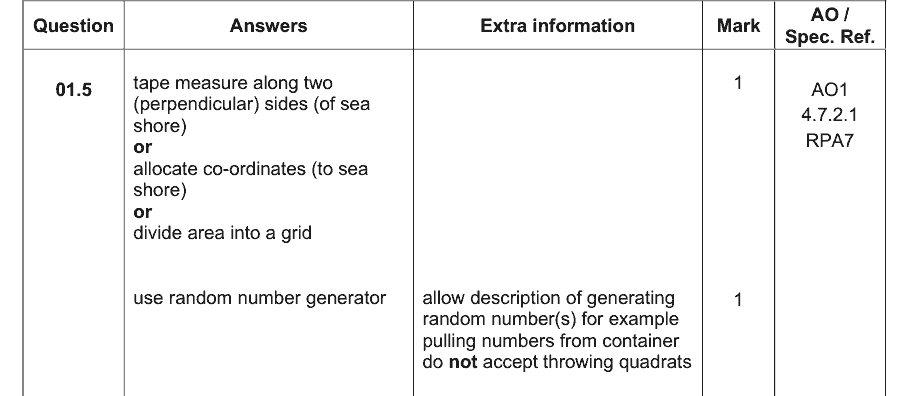 Question Answers Extra information Mark AO /
Spec. Ref.
01.5 tape measure along two 1 AO1
(perpendicular) sides (of sea 4.7.2.1
shore) RPA7
or
allocate co-ordinates (to sea
shore)
or
divide area into a grid
use random number generator allow description of generating 1
random number(s) for example
pulling numbers from container
do not accept throwing quadrats